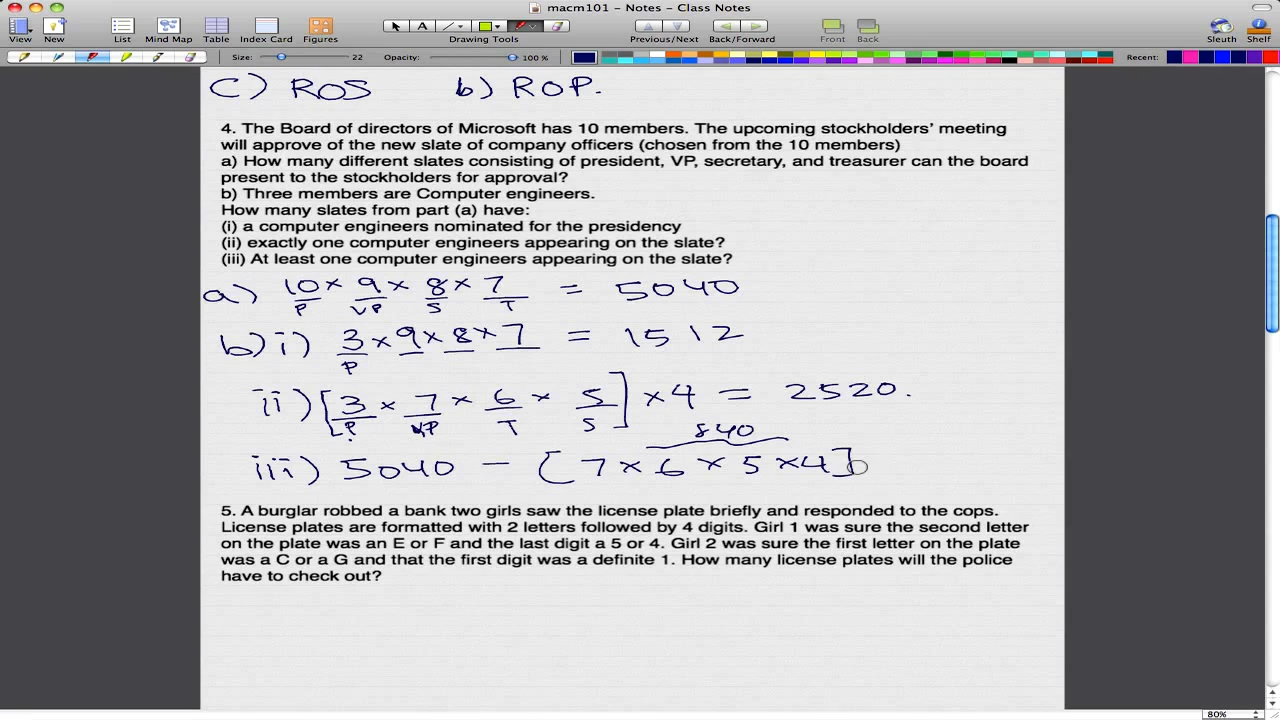 macm101 - Notes - Class Notes
View New List Mind Map Table Index Card Figures Drawing Tools Previous/Next Back/Forward Front Back Sleuth Shelf
Size: 22 Opacity: 100 % Recent:
C) ROS b) ROP.
4. The Board of directors of Microsoft has 10 members. The upcoming stockholders' meeting
will approve of the new slate of company officers (chosen from the 10 members)
a) How many different slates consisting of president, VP, secretary, and treasurer can the board
present to the stockholders for approval?
b) Three members are Computer engineers.
How many slates from part (a) have:
(i) a computer engineers nominated for the presidency
(ii) exactly one computer engineers appearing on the slate?
(iii) At least one computer engineers appearing on the slate?
a) 10 × 9 × 8 × 7 = 5040
P VP S T
b) i) 3 × 9 × 8 × 7 = 1512
P
ii) [3 × 7 × 6 × 5] × 4 = 2520.
P VP T S
840
iii) 5040 - [7 × 6 × 5 × 4]
5. A burglar robbed a bank two girls saw the license plate briefly and responded to the cops.
License plates are formatted with 2 letters followed by 4 digits. Girl 1 was sure the second letter
on the plate was an E or F and the last digit a 5 or 4. Girl 2 was sure the first letter on the plate
was a C or a G and that the first digit was a definite 1. How many license plates will the police
have to check out?
80%